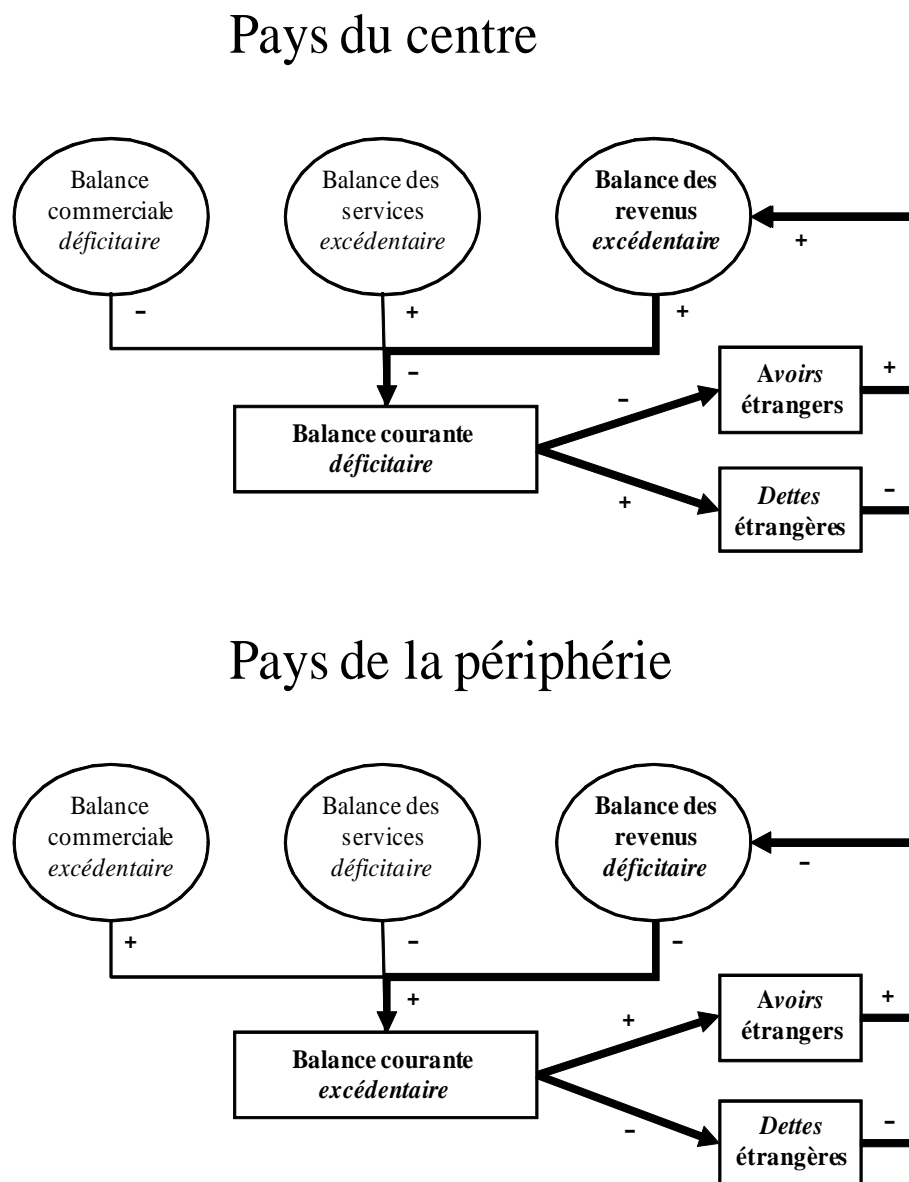 Pays du centre
Balance
commerciale
déficitaire
Balance des
services
excédentaire
Balance des
revenus
excédentaire
+
−
+
+
−
Avoirs
étrangers
+
−
Balance courante
déficitaire
+
Dettes
étrangères
−
Pays de la périphérie
Balance
commerciale
excédentaire
Balance des
services
déficitaire
Balance des
revenus
déficitaire
−
+
−
−
+
Avoirs
étrangers
+
+
Balance courante
excédentaire
−
Dettes
étrangères
−